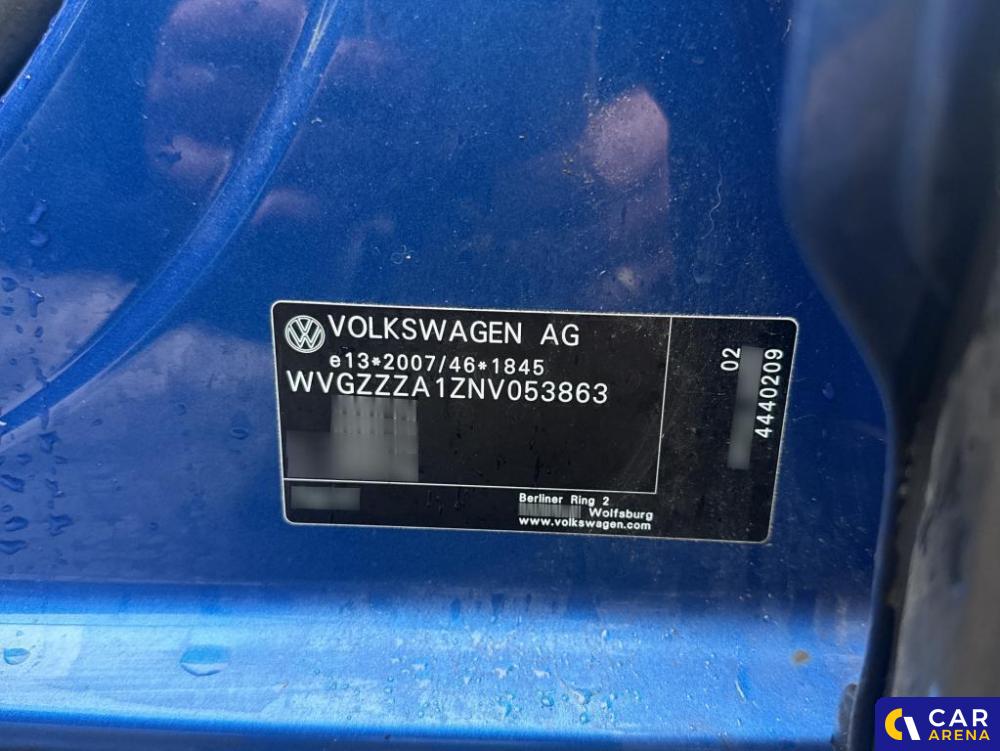 VOLKSWAGEN AG
e13*2007/46*1845
WVGZZZA1ZNV053863
Berliner Ring 2
Wolfsburg
www.volkswagen.com
02
4440209
CAR
ARENA